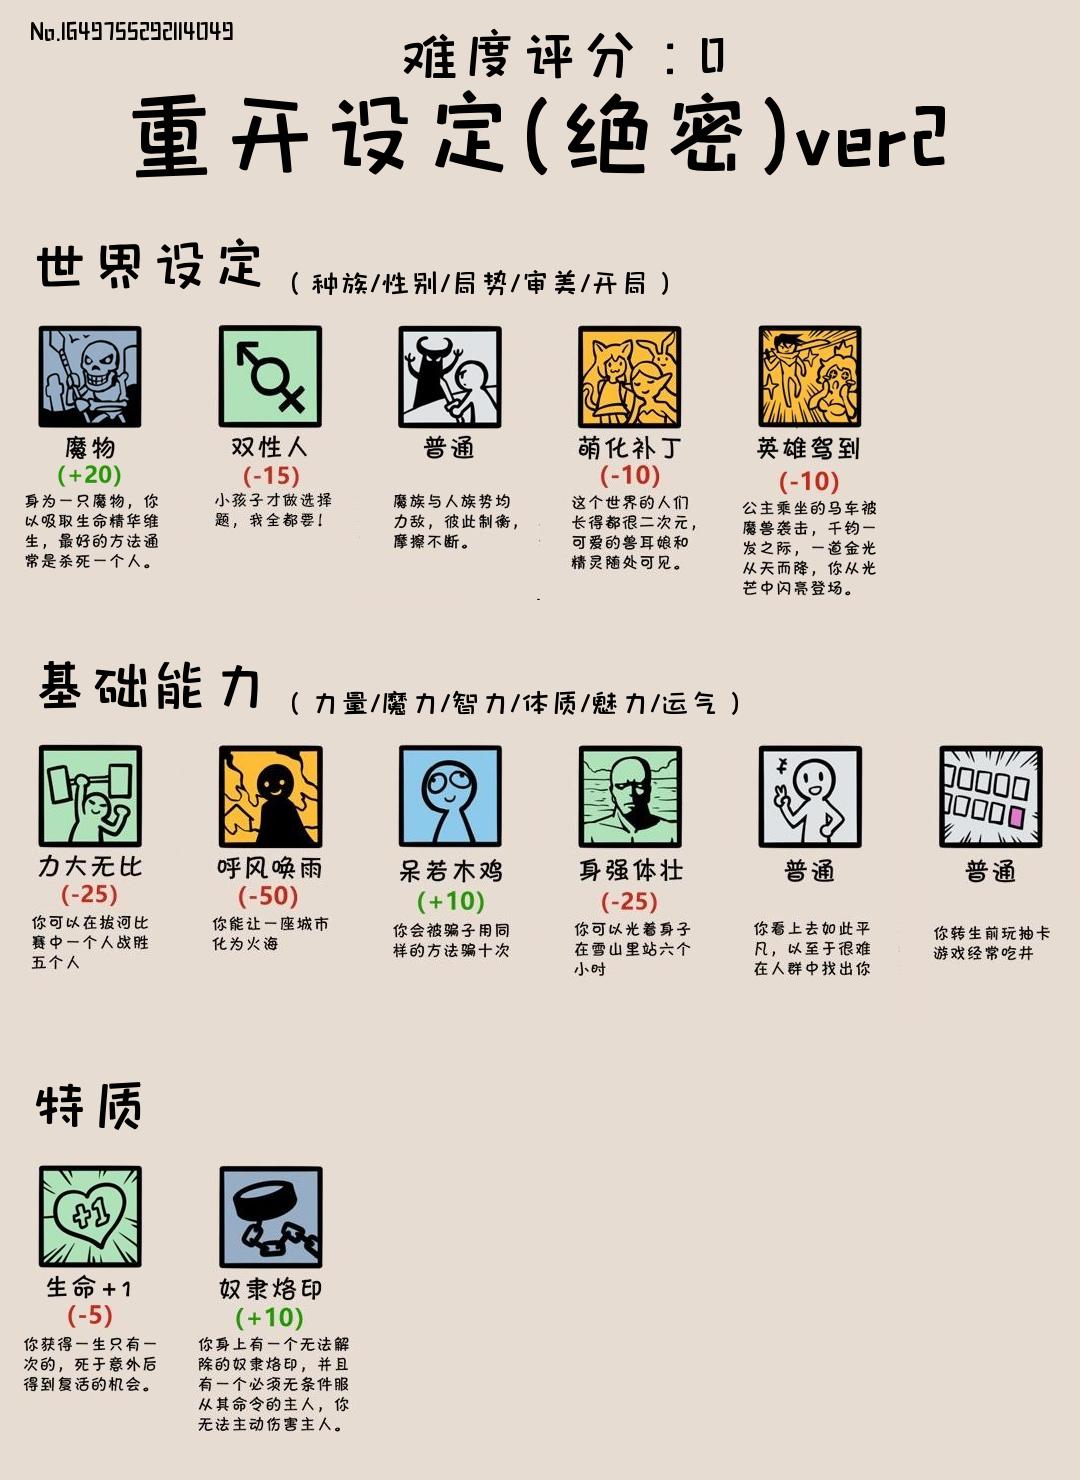 No.1649755292114049
难度评分:0
重开设定(绝密)ver2
世界设定 (种族/性别/局势/审美/开局)
魔物
(+20)
身为一只魔物，你
以吸取生命精华维
生，最好的方法通
常是杀死一个人。
双性人
(-15)
小孩子才做选择
题，我全都要！
普通
魔族与人族势均
力敌，彼此制衡，
摩擦不断。
萌化补丁
(-10)
这个世界的人们
长得都很二次元，
可爱的兽耳娘和
精灵随处可见。
英雄驾到
(-10)
公主乘坐的马车被
魔兽袭击，千钧一
发之际，一道金光
从天而降，你从光
芒中闪亮登场。
基础能力 (力量/魔力/智力/体质/魅力/运气)
力大无比
(-25)
你可以在拔河比
赛中一个人战胜
五个人
呼风唤雨
(-50)
你能让一座城市
化为火海
呆若木鸡
(+10)
你会被骗子用同
样的方法骗十次
身强体壮
(-25)
你可以光着身子
在雪山里站六个
小时
普通
你看上去如此平
凡，以至于很难
在人群中找出你
普通
你转生前玩抽卡
游戏经常吃井
特质
+1
生命+1
(-5)
你获得一生只有一
次的，死于意外后
得到复活的机会。
奴隶烙印
(+10)
你身上有一个无法解
除的奴隶烙印，并且
有一个必须无条件服
从其命令的主人，你
无法主动伤害主人。